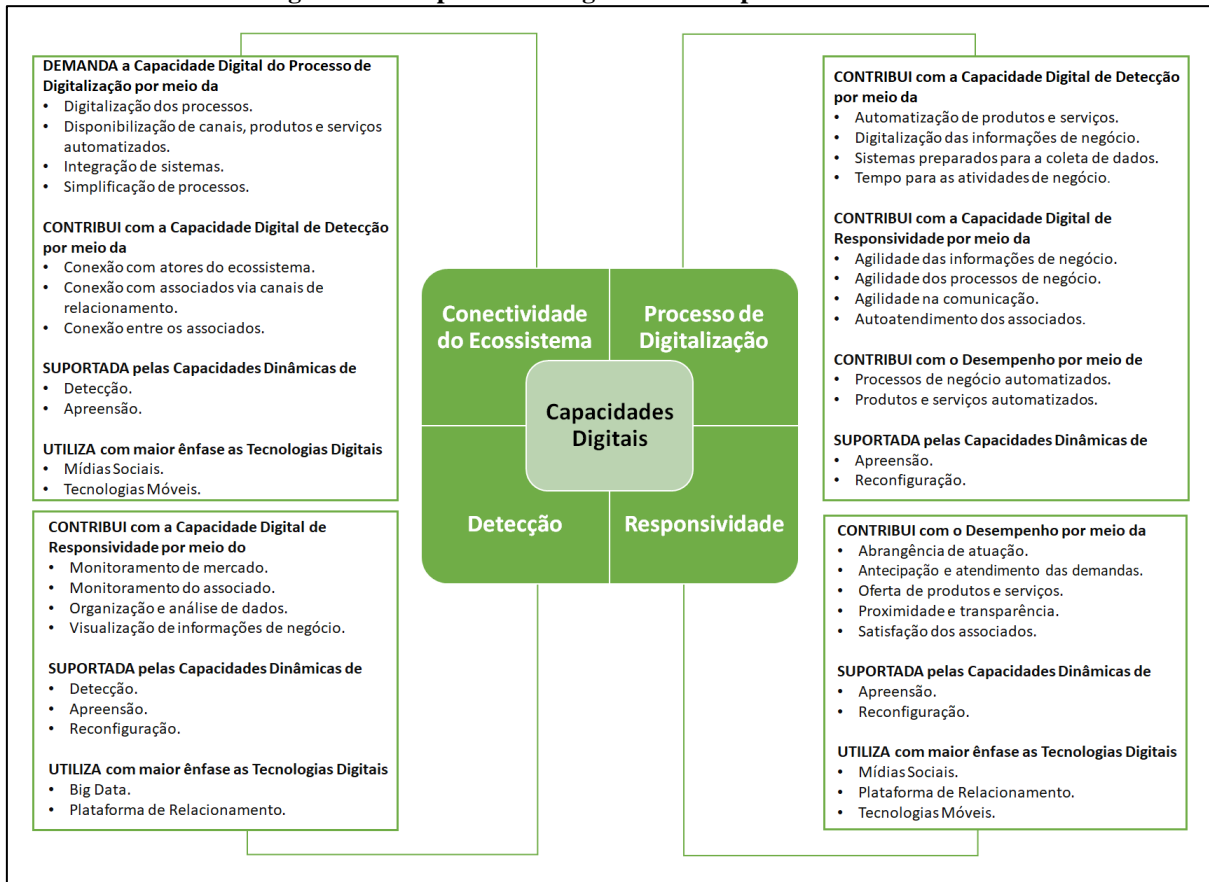 DEMANDA a Capacidade Digital do Processo de
Digitalização por meio da
• Digitalização dos processos.
• Disponibilização de canais, produtos e serviços
automatizados.
• Integração de sistemas.
• Simplificação de processos.
CONTRIBUI com a Capacidade Digital de Detecção
por meio da
• Conexão com atores do ecossistema.
• Conexão com associados via canais de
relacionamento.
• Conexão entre os associados.
SUPORTADA pelas Capacidades Dinâmicas de
• Detecção.
• Apreensão.
UTILIZA com maior ênfase as Tecnologias Digitais
• Mídias Sociais.
• Tecnologias Móveis.
CONTRIBUI com a Capacidade Digital de
Responsividade por meio do
• Monitoramento de mercado.
• Monitoramento do associado.
• Organização e análise de dados.
• Visualização de informações de negócio.
SUPORTADA pelas Capacidades Dinâmicas de
• Detecção.
• Apreensão.
• Reconfiguração.
UTILIZA com maior ênfase as Tecnologias Digitais
• Big Data.
• Plataforma de Relacionamento.
Conectividade
do Ecossistema
Processo de
Digitalização
Capacidades
Digitais
Detecção
Responsividade
CONTRIBUI com a Capacidade Digital de Detecção
por meio da
• Automatização de produtos e serviços.
• Digitalização das informações de negócio.
• Sistemas preparados para a coleta de dados.
• Tempo para as atividades de negócio.
CONTRIBUI com a Capacidade Digital de
Responsividade por meio da
• Agilidade das informações de negócio.
• Agilidade dos processos de negócio.
• Agilidade na comunicação.
• Autoatendimento dos associados.
CONTRIBUI com o Desempenho por meio de
• Processos de negócio automatizados.
• Produtos e serviços automatizados.
SUPORTADA pelas Capacidades Dinâmicas de
• Apreensão.
• Reconfiguração.
CONTRIBUI com o Desempenho por meio da
• Abrangência de atuação.
• Antecipação e atendimento das demandas.
• Oferta de produtos e serviços.
• Proximidade e transparência.
• Satisfação dos associados.
SUPORTADA pelas Capacidades Dinâmicas de
• Apreensão.
• Reconfiguração.
UTILIZA com maior ênfase as Tecnologias Digitais
• Mídias Sociais.
• Plataforma de Relacionamento.
• Tecnologias Móveis.